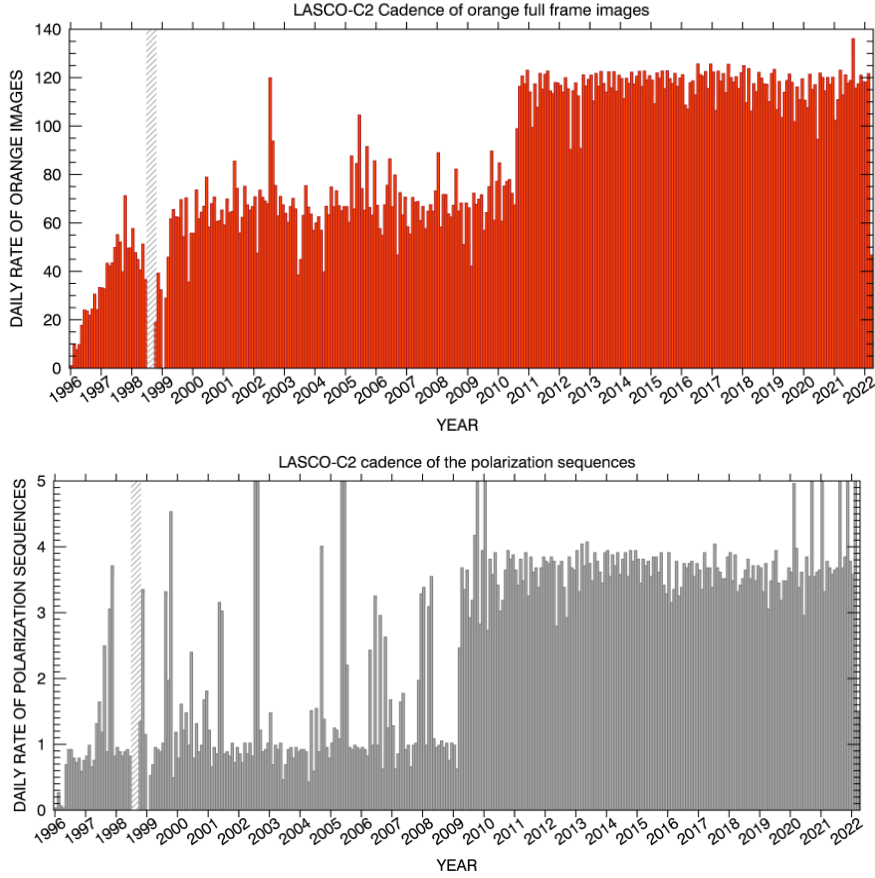 LASCO-C2 Cadence of orange full frame images
DAILY RATE OF ORANGE IMAGES
140
120
100
80
60
40
20
0
1996 1997 1998 1999 2000 2001 2002 2003 2004 2005 2006 2007 2008 2009 2010 2011 2012 2013 2014 2015 2016 2017 2018 2019 2020 2021 2022
YEAR
LASCO-C2 cadence of the polarization sequences
DAILY RATE OF POLARIZATION SEQUENCES
5
4
3
2
1
0
1996 1997 1998 1999 2000 2001 2002 2003 2004 2005 2006 2007 2008 2009 2010 2011 2012 2013 2014 2015 2016 2017 2018 2019 2020 2021 2022
YEAR